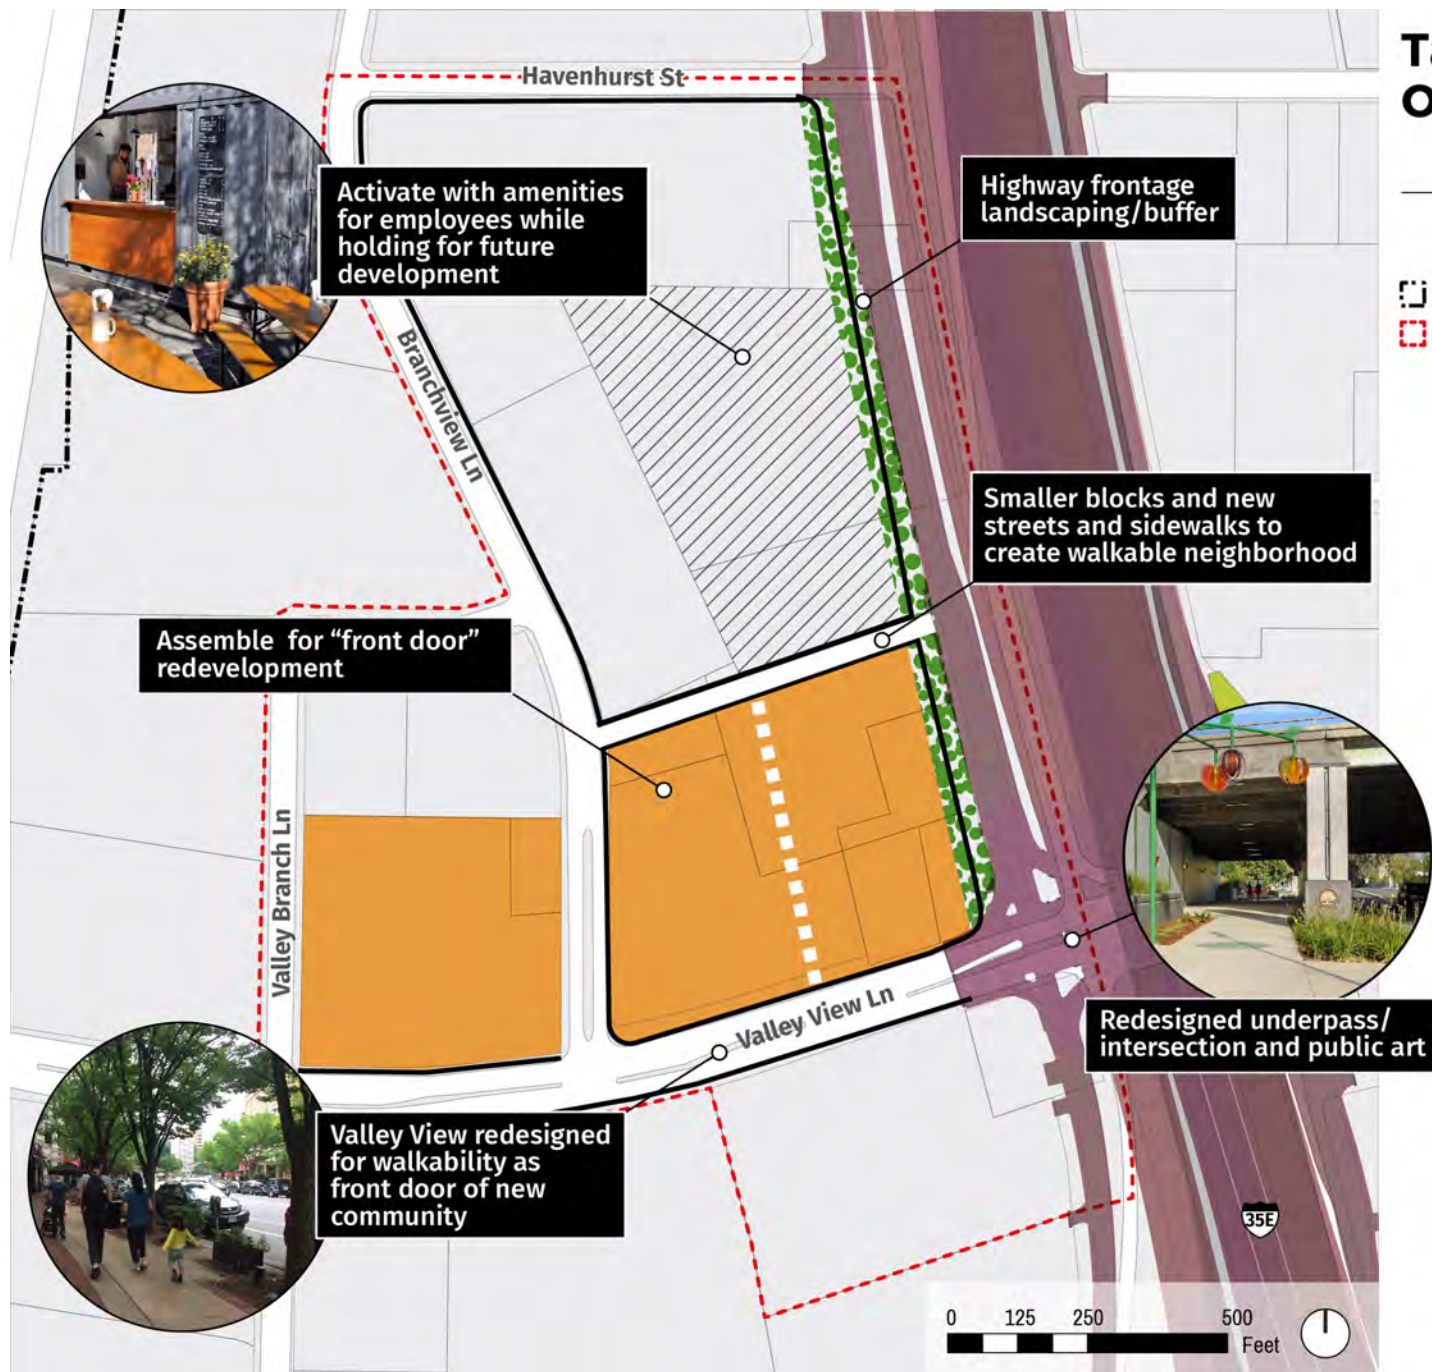 Havenhurst St
Activate with amenities
for employees while
holding for future
development
Highway frontage
landscaping/buffer
Branchview Ln
Smaller blocks and new
streets and sidewalks to
create walkable neighborhood
Assemble for “front door”
redevelopment
Valley Branch Ln
Valley View Ln
Redesigned underpass/
intersection and public art
Valley View redesigned
for walkability as
front door of new
community
35E
0 125 250 500
Feet